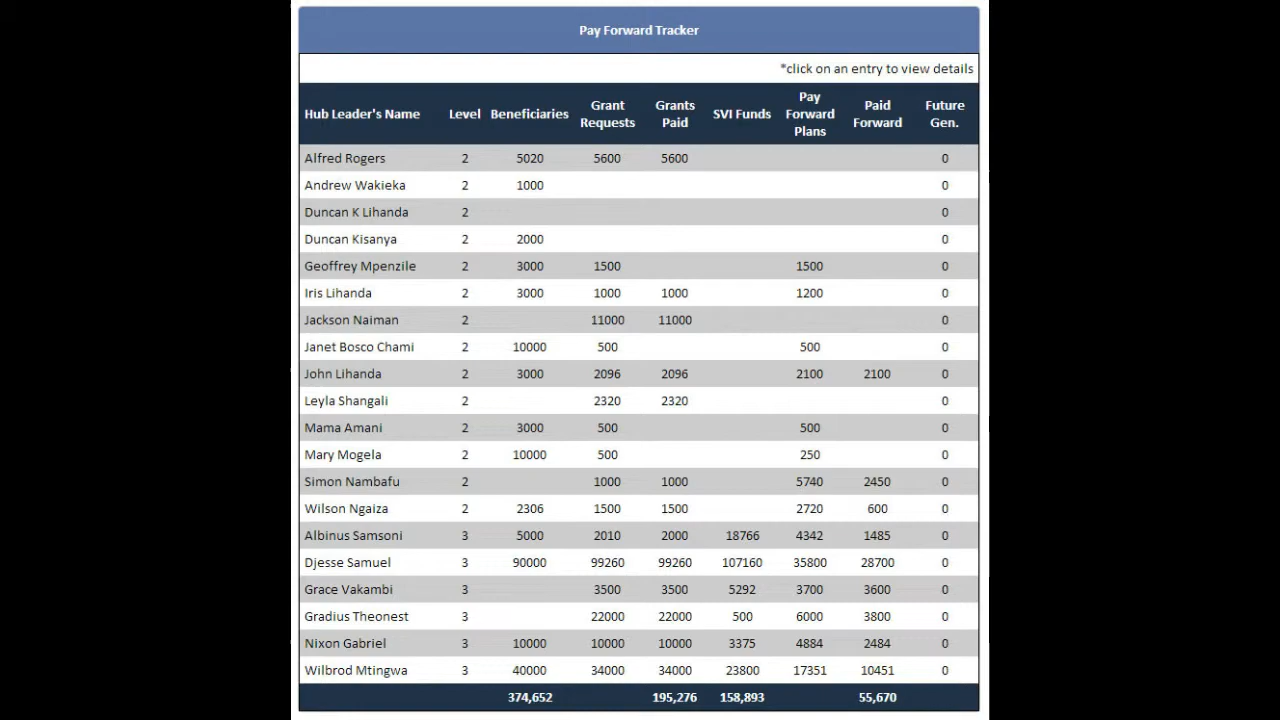 Pay Forward Tracker
*click on an entry to view details
Hub Leader's Name Level Beneficiaries Grant Requests Grants Paid SVI Funds Pay Forward Plans Paid Forward Future Gen.
Alfred Rogers 2 5020 5600 5600 0
Andrew Wakieka 2 1000 0
Duncan K Lihanda 2 0
Duncan Kisanya 2 2000 0
Geoffrey Mpenzile 2 3000 1500 1500 0
Iris Lihanda 2 3000 1000 1000 1200 0
Jackson Naiman 2 11000 11000 0
Janet Bosco Chami 2 10000 500 500 0
John Lihanda 2 3000 2096 2096 2100 2100 0
Leyla Shangali 2 2320 2320 0
Mama Amani 2 3000 500 500 0
Mary Mogela 2 10000 500 250 0
Simon Nambafu 2 1000 1000 5740 2450 0
Wilson Ngaiza 2 2306 1500 1500 2720 600 0
Albinus Samsoni 3 5000 2010 2000 18766 4342 1485 0
Djesse Samuel 3 90000 99260 99260 107160 35800 28700 0
Grace Vakambi 3 3500 3500 5292 3700 3600 0
Gradius Theonest 3 22000 22000 500 6000 3800 0
Nixon Gabriel 3 10000 10000 10000 3375 4884 2484 0
Wilbrod Mtingwa 3 40000 34000 34000 23800 17351 10451 0
374,652 195,276 158,893 55,670